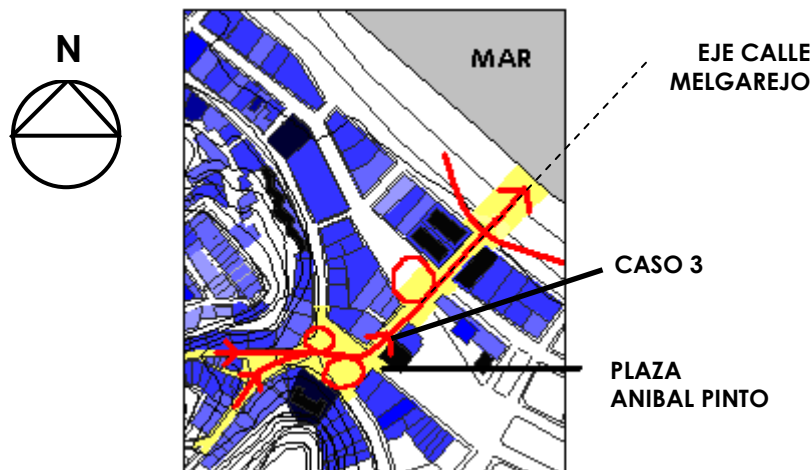 N
MAR
EJE CALLE
MELGAREJO
CASO 3
PLAZA
ANIBAL PINTO